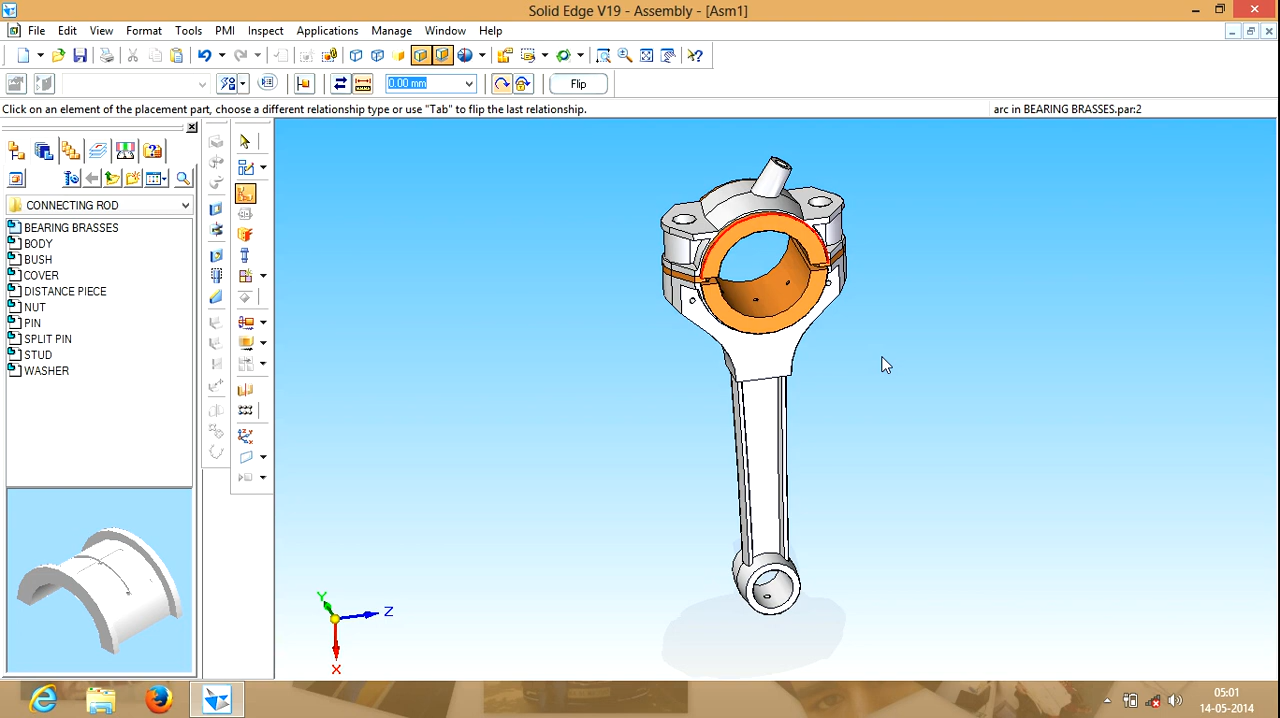 Solid Edge V19 - Assembly - [Asm1]
File Edit View Format Tools PMI Inspect Applications Manage Window Help
0.00 mm Flip
Click on an element of the placement part, choose a different relationship type or use "Tab" to flip the last relationship. arc in BEARING BRASSES.par:2
CONNECTING ROD
BEARING BRASSES
BODY
BUSH
COVER
DISTANCE PIECE
NUT
PIN
SPLIT PIN
STUD
WASHER
Y
Z
X
05:01
14-05-2014